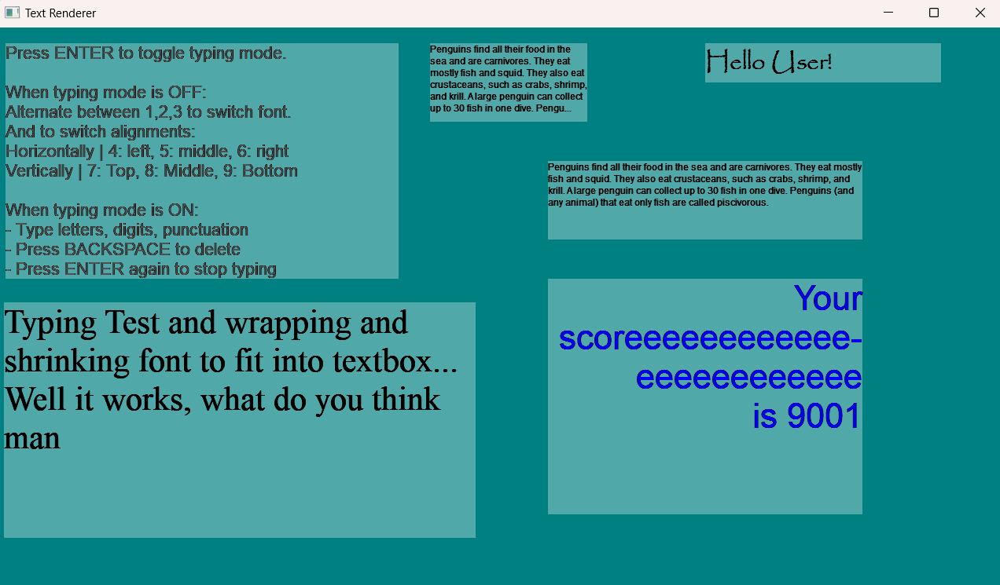 Text Renderer
Press ENTER to toggle typing mode.
When typing mode is OFF:
Alternate between 1,2,3 to switch font.
And to switch alignments:
Horizontally | 4: left, 5: middle, 6: right
Vertically | 7: Top, 8: Middle, 9: Bottom
When typing mode is ON:
- Type letters, digits, punctuation
- Press BACKSPACE to delete
- Press ENTER again to stop typing
Penguins find all their food in the
sea and are carnivores. They eat
mostly fish and squid. They also eat
crustaceans, such as crabs, shrimp,
and krill. A large penguin can collect
up to 30 fish in one dive. Pengu...
Hello User!
Penguins find all their food in the sea and are carnivores. They eat mostly
fish and squid. They also eat crustaceans, such as crabs, shrimp, and
krill. A large penguin can collect up to 30 fish in one dive. Penguins (and
any animal) that eat only fish are called piscivorous.
Typing Test and wrapping and
shrinking font to fit into textbox...
Well it works, what do you think
man
Your
scoreeeeeeeeeeeee-
eeeeeeeeeeee
is 9001